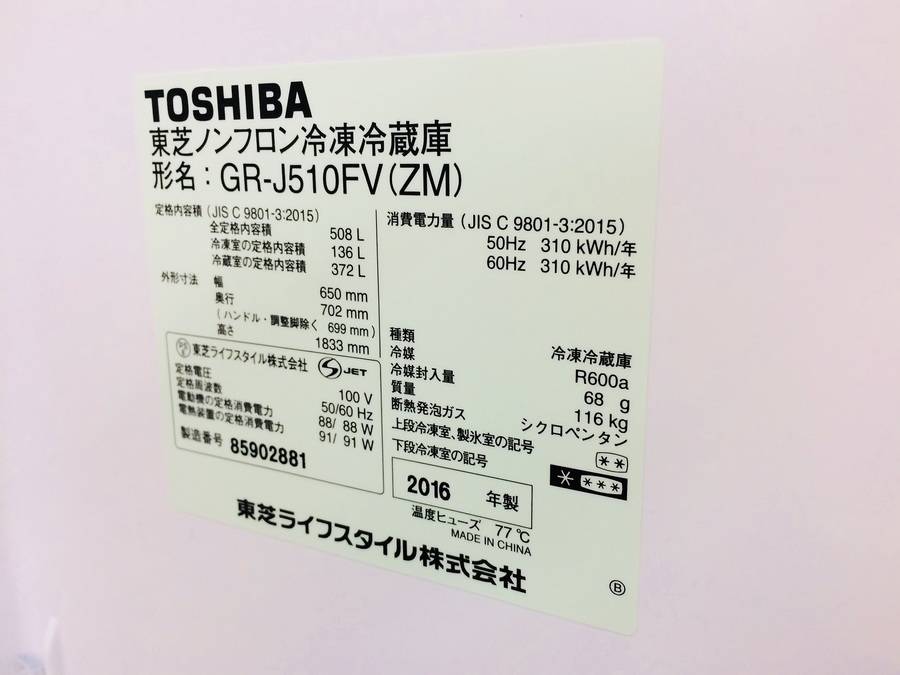 TOSHIBA
東芝ノンフロン冷凍冷蔵庫
形名：GR-J510FV(ZM)
定格内容積 (JIS C 9801-3:2015)
全定格内容積 508 L
冷凍室の定格内容積 136 L
冷蔵室の定格内容積 372 L
外形寸法 幅 650 mm
奥行 702 mm
(ハンドル・調整脚除く 699 mm)
高さ 1833 mm
東芝ライフスタイル株式会社 JET
定格電圧 100 V
定格周波数 50/60 Hz
電動機の定格消費電力 88/ 88 W
電熱装置の定格消費電力 91/ 91 W
製造番号 85902881
消費電力量 (JIS C 9801-3:2015)
50Hz 310 kWh/年
60Hz 310 kWh/年
種類 冷凍冷蔵庫
冷媒 R600a
冷媒封入量 68 g
質量 116 kg
断熱発泡ガス シクロペンタン
上段冷凍室、製氷室の記号 **
下段冷凍室の記号 * ***
2016 年製
温度ヒューズ 77℃
MADE IN CHINA
東芝ライフスタイル株式会社
B